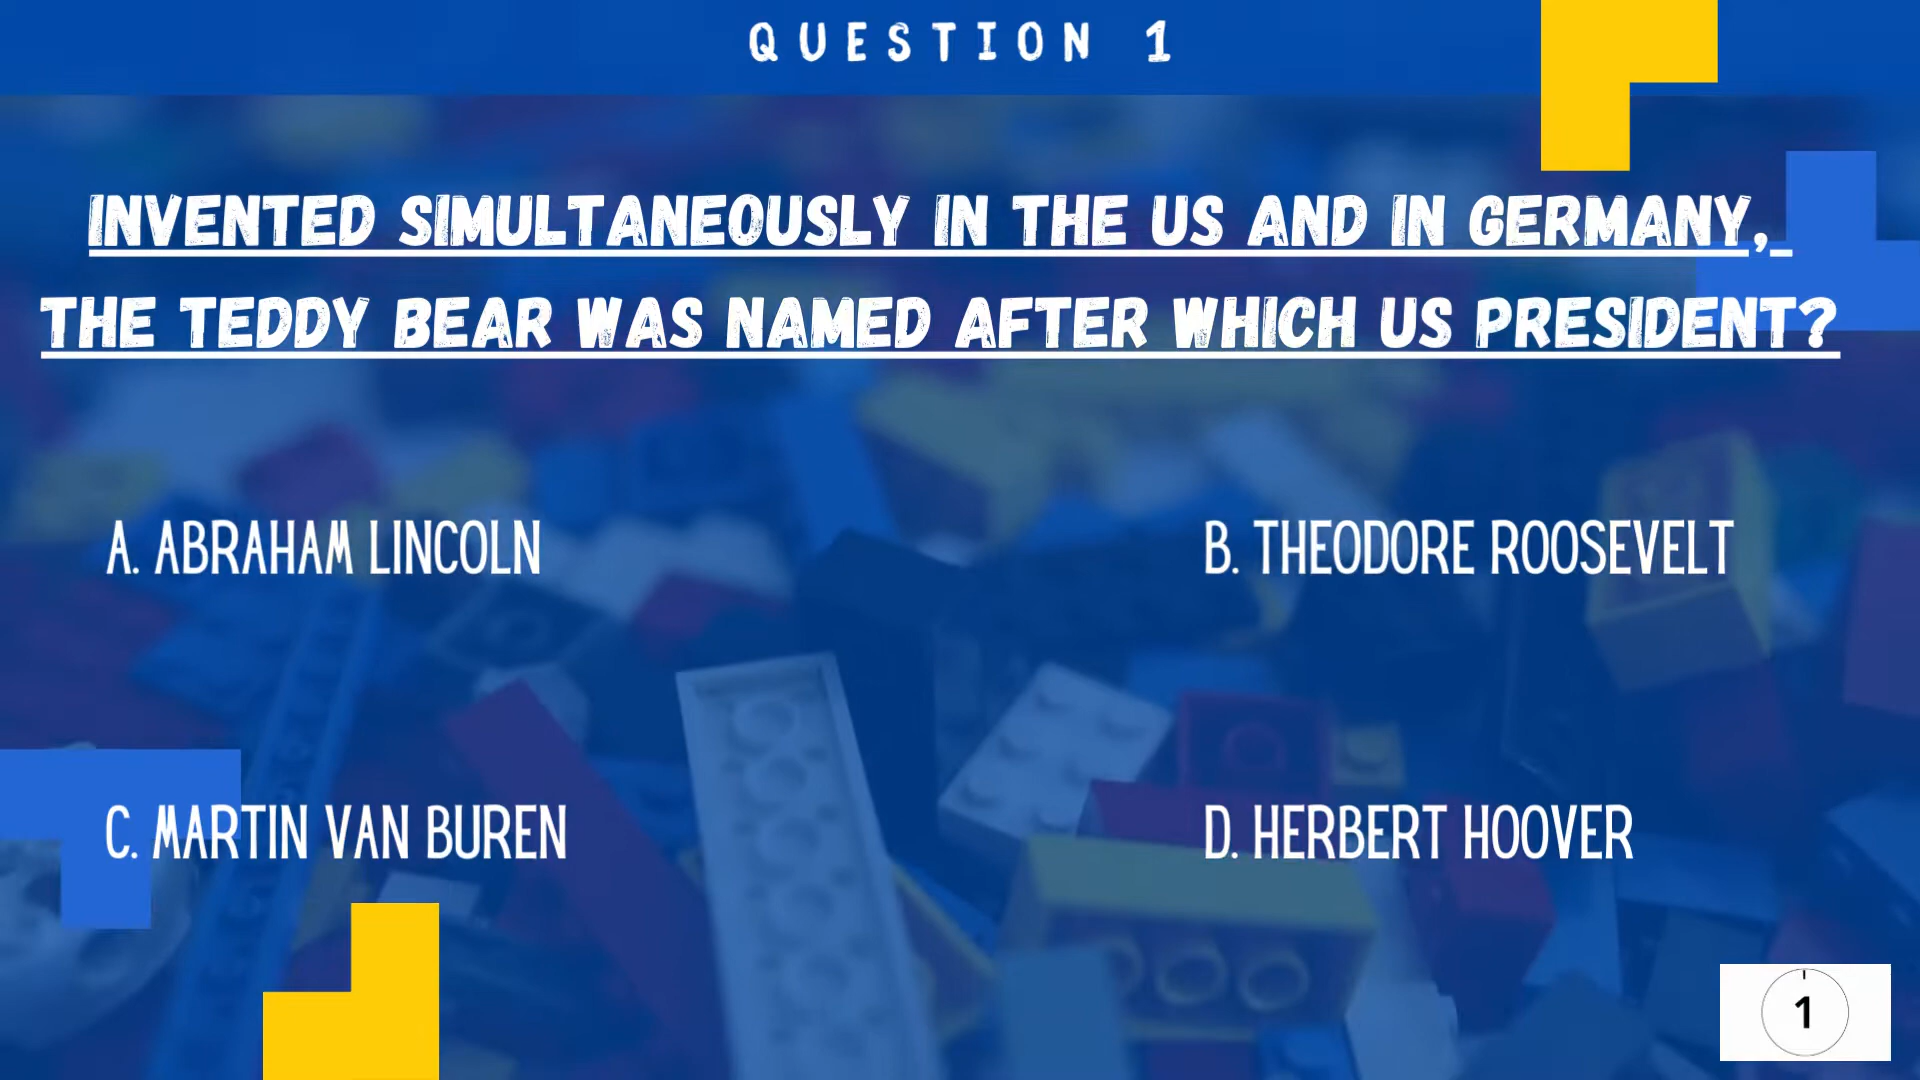 QUESTION 1
INVENTED SIMULTANEOUSLY IN THE US AND IN GERMANY,
THE TEDDY BEAR WAS NAMED AFTER WHICH US PRESIDENT?
A. ABRAHAM LINCOLN
B. THEODORE ROOSEVELT
C. MARTIN VAN BUREN
D. HERBERT HOOVER
1